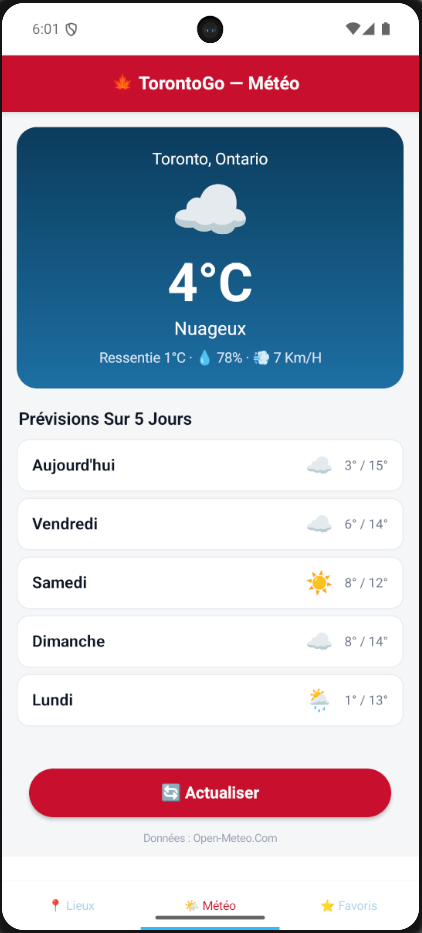 6:01
🍁 TorontoGo — Météo
Toronto, Ontario
4°C
Nuageux
Ressentie 1°C · 💧 78% · 💨 7 Km/H
Prévisions Sur 5 Jours
Aujourd'hui 3° / 15°
Vendredi 6° / 14°
Samedi 8° / 12°
Dimanche 8° / 14°
Lundi 1° / 13°
🔄 Actualiser
Données : Open-Meteo.Com
📍 Lieux 🌤️ Météo ⭐ Favoris